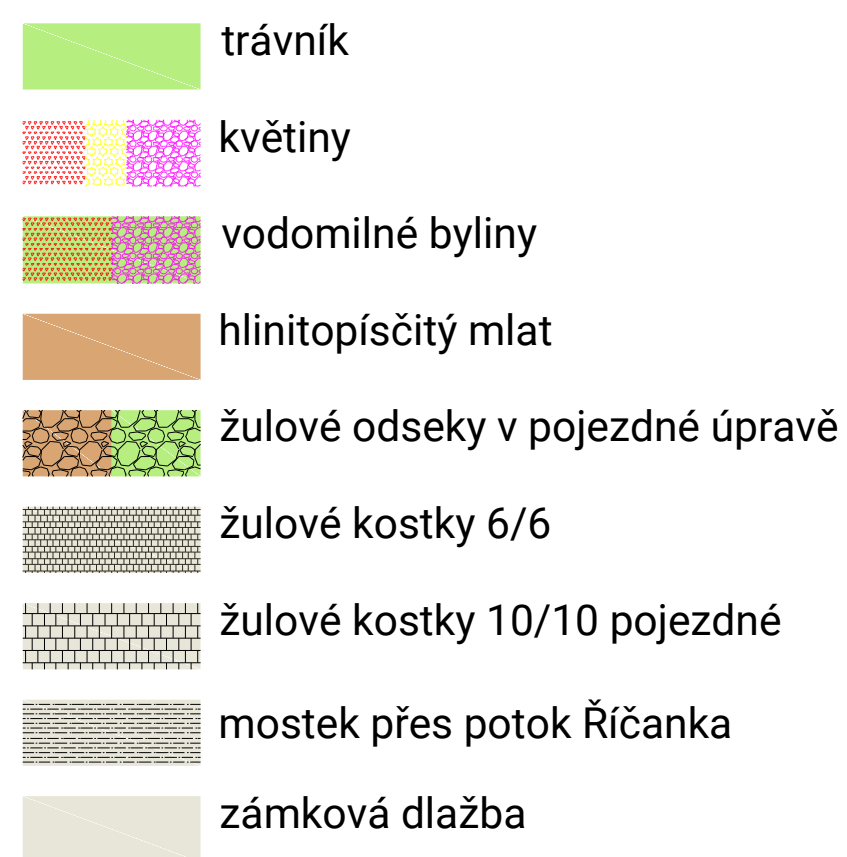 trávník
květiny
vodomilné byliny
hlinitopísčitý mlat
žulové odseky v pojezdné úpravě
žulové kostky 6/6
žulové kostky 10/10 pojezdné
mostek přes potok Říčanka
zámková dlažba